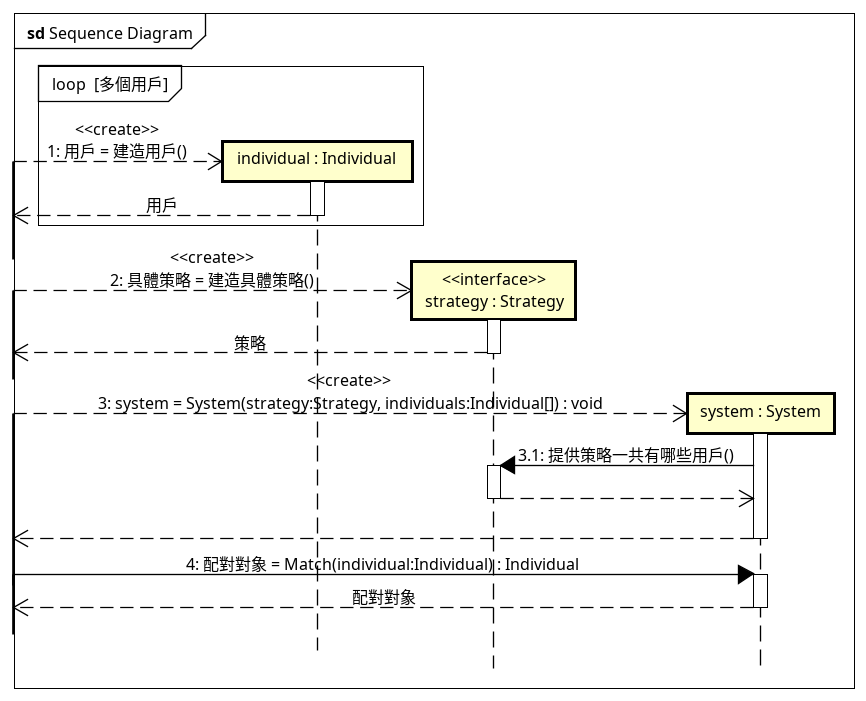 sd Sequence Diagram
loop [多個用戶]
<<create>>
1: 用戶 = 建造用戶()
individual : Individual
用戶
<<create>>
2: 具體策略 = 建造具體策略()
<<interface>>
strategy : Strategy
策略
<<create>>
3: system = System(strategy:Strategy, individuals:Individual[]) : void
system : System
3.1: 提供策略一共有哪些用戶()
4: 配對對象 = Match(individual:Individual) : Individual
配對對象